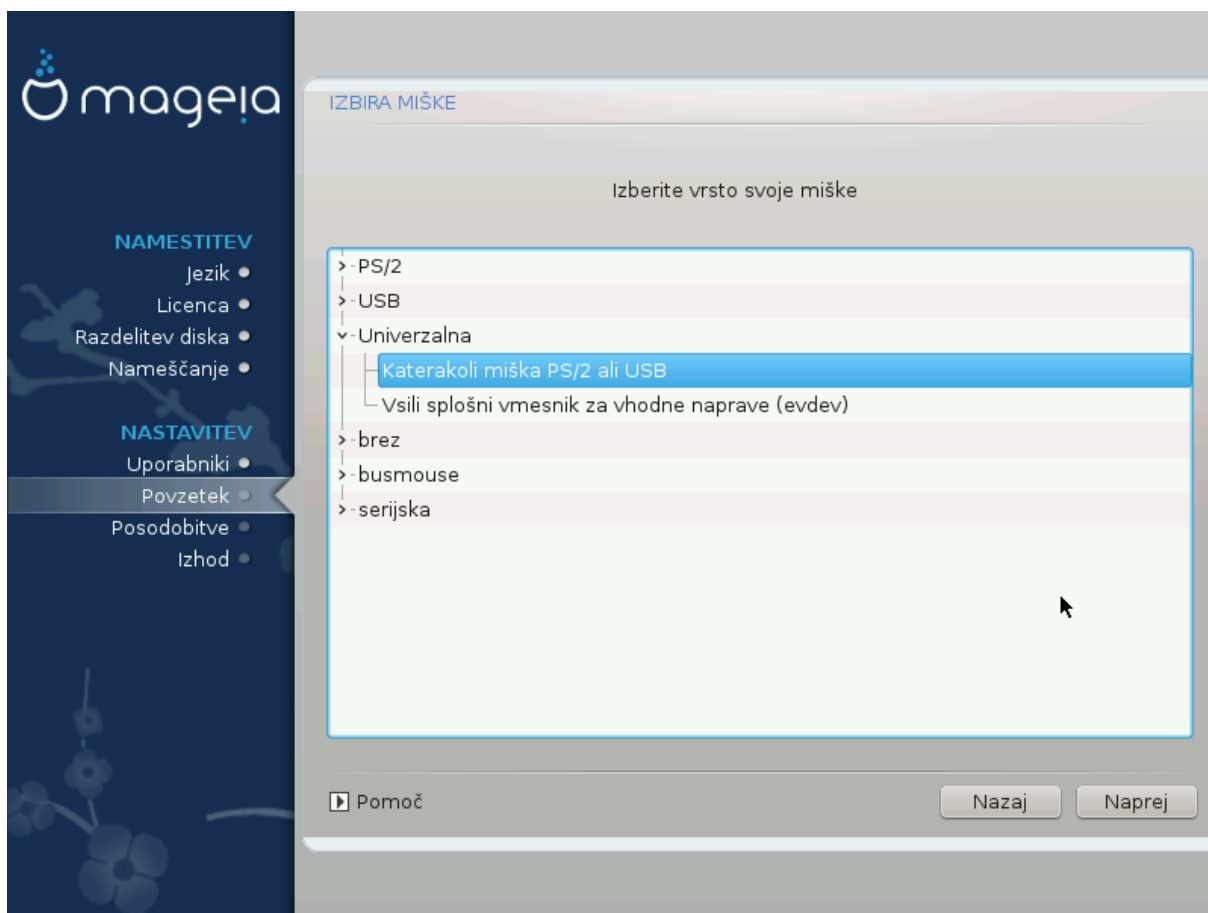 mageia
NAMESTITEV
Jezik
Licenca
Razdelitev diska
Nameščanje
NASTAVITEV
Uporabniki
Povzetek
Posodobitve
Izhod
IZBIRA MIŠKE
Izberite vrsto svoje miške
PS/2
USB
Univerzalna
Katerakoli miška PS/2 ali USB
Vsili splošni vmesnik za vhodne naprave (evdev)
brez
busmouse
serijska
Pomoč
Nazaj
Naprej